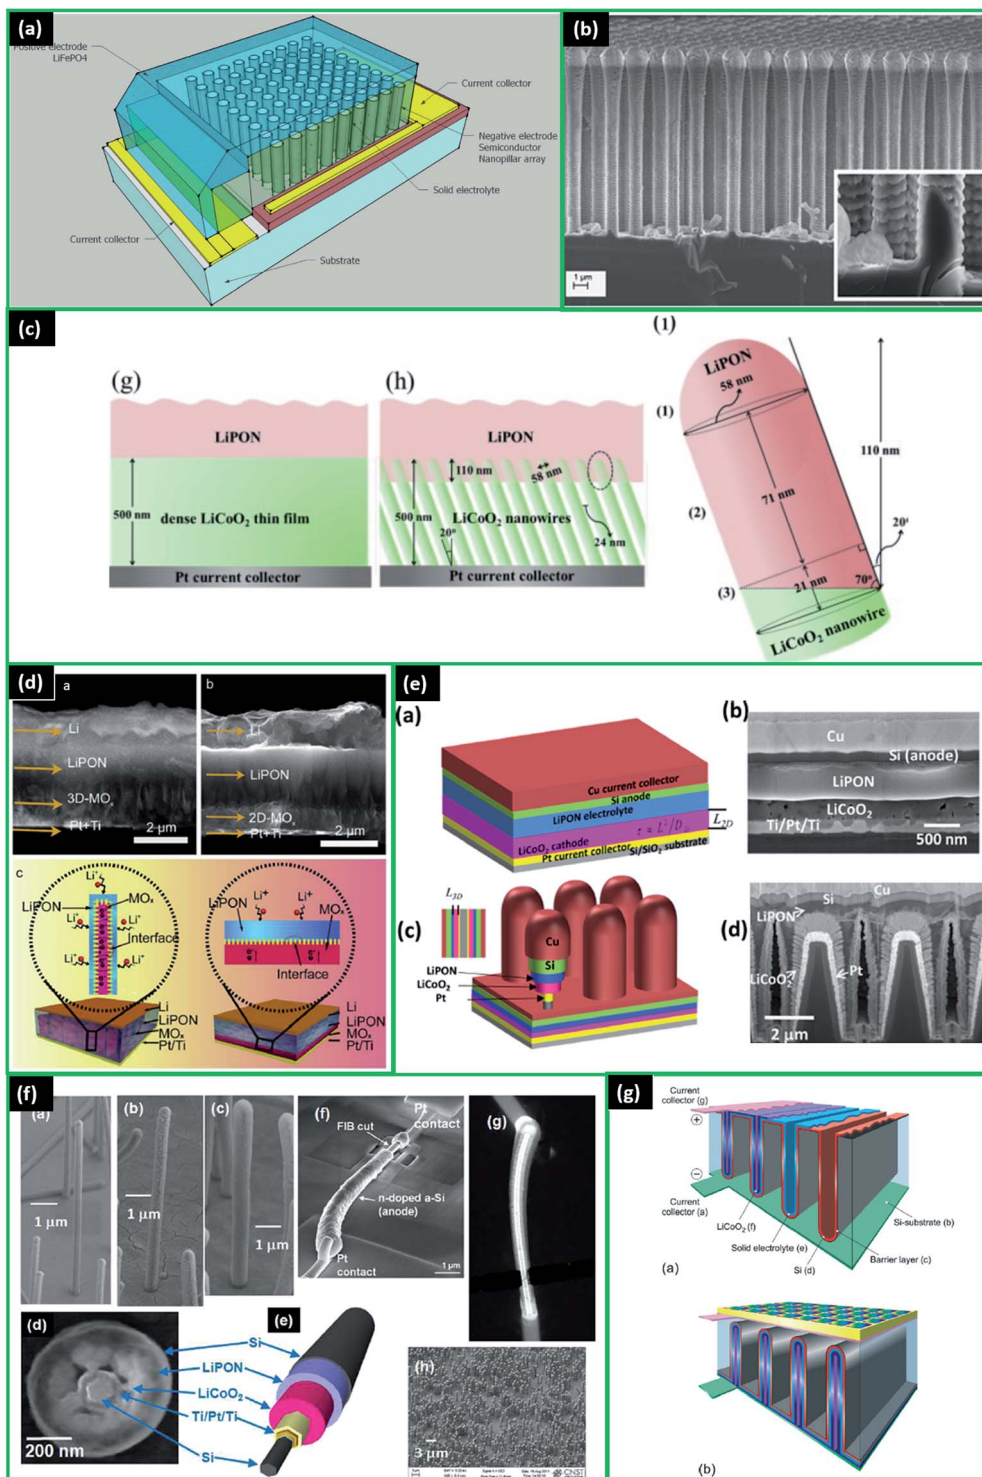 (a)
Positive electrode
LiFePO4
Current collector
Negative electrode
Semiconductor
Nanopillar array
Solid electrolyte
Current collector
Substrate
(b)
1 µm
(c)
(g)
LiPON
500 nm
dense LiCoO₂ thin film
Pt current collector
(h)
LiPON
110 nm
58 nm
500 nm
LiCoO₂ nanowires
20°
24 nm
Pt current collector
(1)
LiPON
58 nm
(1)
110 nm
71 nm
(2)
20°
(3)
21 nm
70°
LiCoO₂ nanowire
(d)
a
Li
LiPON
3D-MOₓ
Pt+Ti
2 µm
b
Li
LiPON
2D-MOₓ
Pt+Ti
2 µm
c
Li⁺
LiPON
MOₓ
Li⁺
Li⁺
Interface
Li⁺
Li⁺
Li
LiPON
MOₓ
Pt/Ti
Li⁺
Li⁺
LiPON
MOₓ
Interface
Li
LiPON
MOₓ
Pt/Ti
(e)
(a)
Cu current collector
Si anode
LiPON electrolyte
LiCoO₂ cathode
Pt current collector
Si/SiO₂ substrate
L₂D
(b)
Cu
Si (anode)
LiPON
LiCoO₂
Ti/Pt/Ti
500 nm
(c)
L₃D
Cu
Si
LiPON
LiCoO₂
Pt
(d)
Cu
Si
LiPON
LiCoO₂
Pt
2 µm
(f)
(a)
1 µm
(b)
1 µm
(c)
1 µm
(f)
Pt
contact
FIB cut
n-doped a-Si
(anode)
Pt
contact
1 µm
(g)
(d)
200 nm
(e)
Si
LiPON
LiCoO₂
Ti/Pt/Ti
Si
(h)
3 µm
CNSI
(g)
Current
collector (g)
+
−
Current
collector (a)
LiCoO₂ (f)
Solid electrolyte (e)
Si (d)
Barrier layer (c)
Si-substrate (b)
(a)
(b)